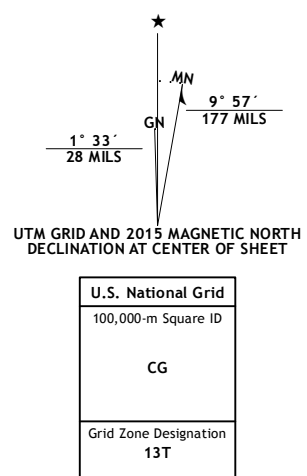 ★
MN
GN
9° 57´
177 MILS
1° 33´
28 MILS
UTM GRID AND 2015 MAGNETIC NORTH
DECLINATION AT CENTER OF SHEET
U.S. National Grid
100,000-m Square ID
CG
Grid Zone Designation
13T